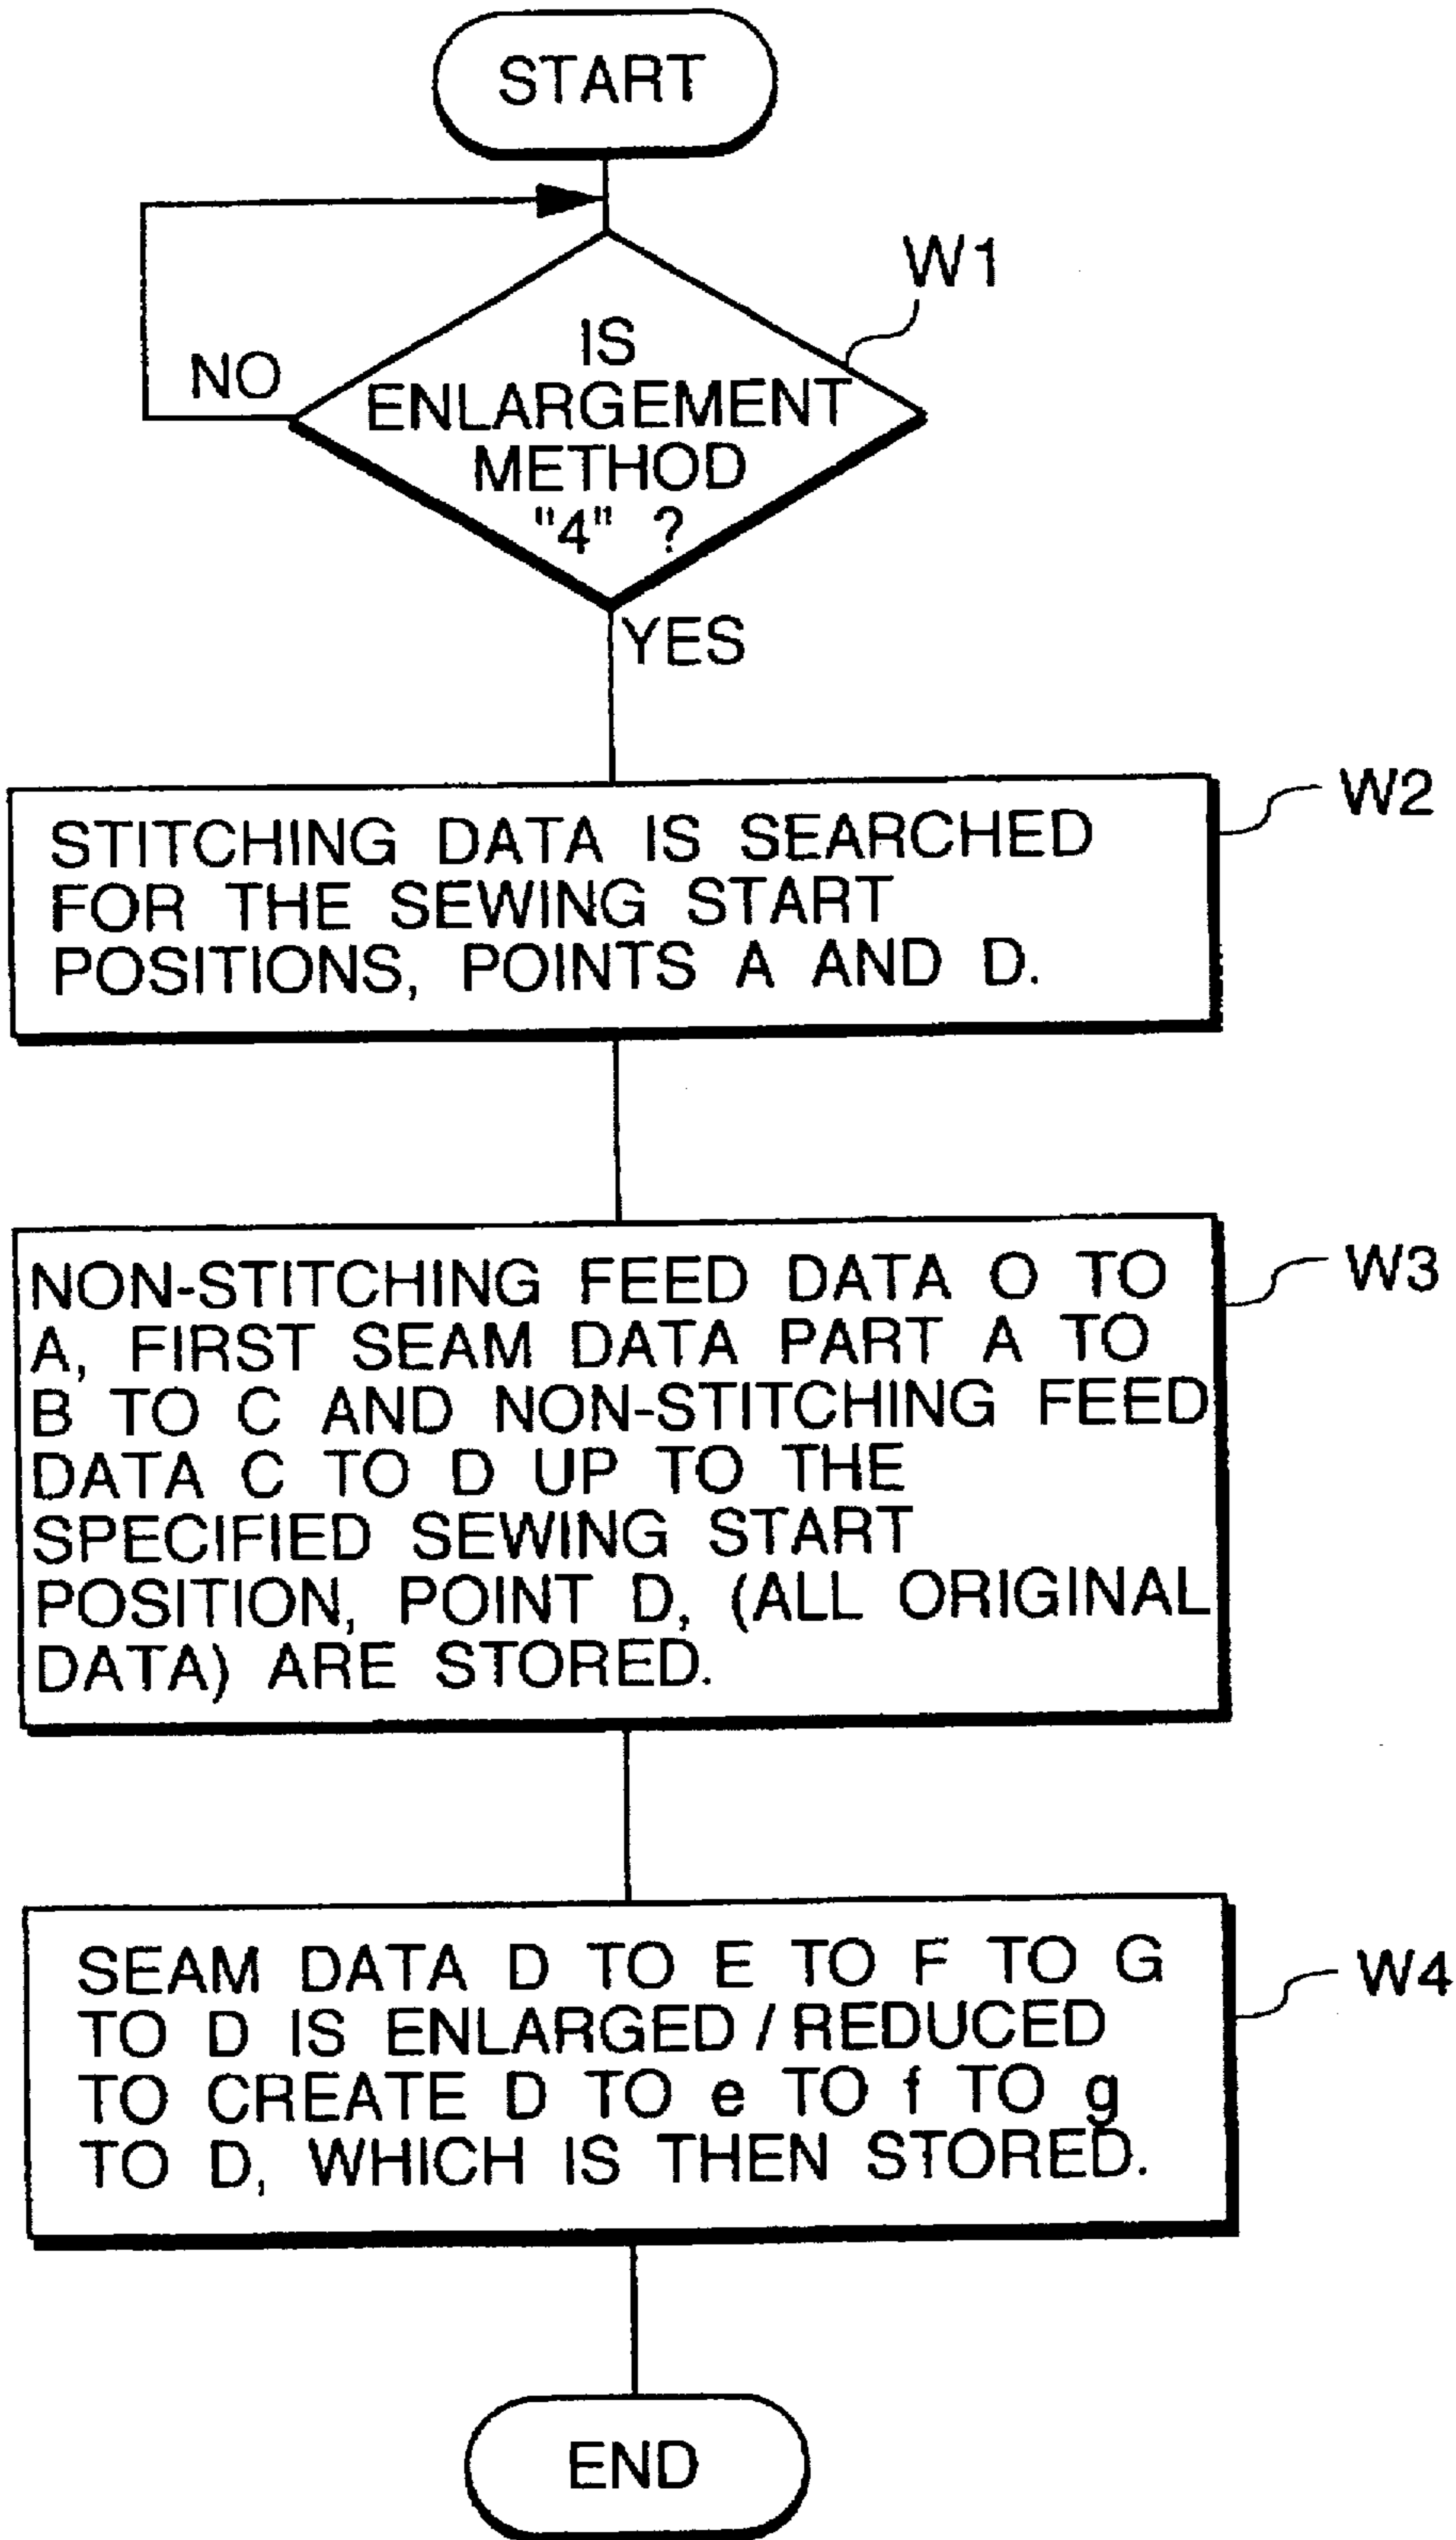 START
W1
IS
ENLARGEMENT
METHOD
"4" ?
NO
YES
W2
STITCHING DATA IS SEARCHED
FOR THE SEWING START
POSITIONS, POINTS A AND D.
W3
NON-STITCHING FEED DATA O TO
A, FIRST SEAM DATA PART A TO
B TO C AND NON-STITCHING FEED
DATA C TO D UP TO THE
SPECIFIED SEWING START
POSITION, POINT D, (ALL ORIGINAL
DATA) ARE STORED.
W4
SEAM DATA D TO E TO F TO G
TO D IS ENLARGED / REDUCED
TO CREATE D TO e TO f TO g
TO D, WHICH IS THEN STORED.
END